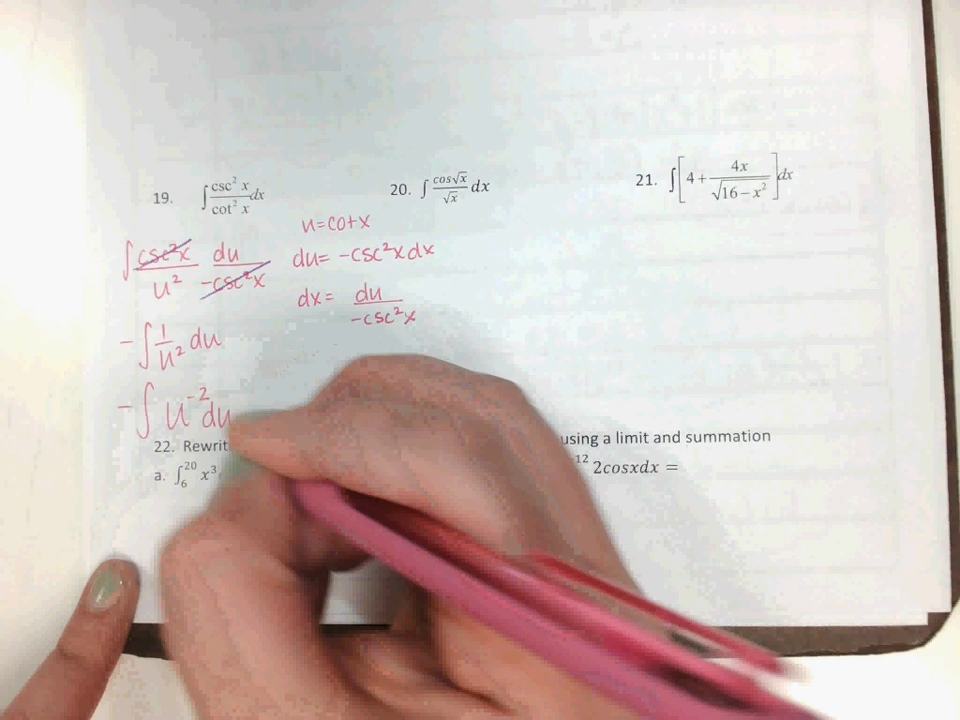 19. ∫ csc² x / cot² x dx
20. ∫ cos√x / √x dx
21. ∫ [4 + 4x / √16 − x²] dx
u = cot x
∫ csc²x / u² du / -csc²x
du = -csc²x dx
dx = du / -csc²x
- ∫ 1 / u² du
- ∫ u⁻² du
22. Rewrit using a limit and summation
a. ∫₆²⁰ x³
12 2cosxdx =